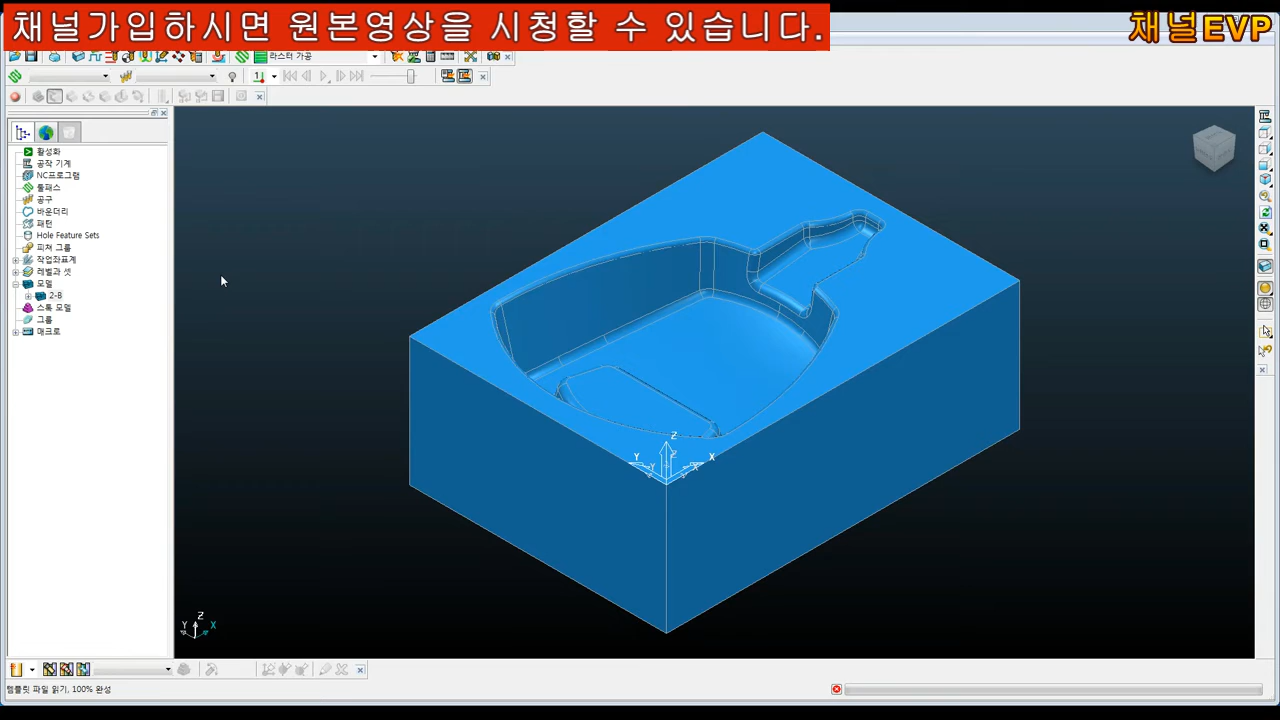 채널가입하시면 원본영상을 시청할 수 있습니다.
채널EVP
라스터 가공
1
활성화
공작 기계
NC프로그램
툴패스
공구
바운더리
패턴
Hole Feature Sets
피쳐 그룹
작업좌표계
레벨과 셋
모델
2-B
스톡 모델
그룹
매크로
Z
Y
X
Z
Y
X
Z
Y
X
템플릿 파일 읽기, 100% 완성